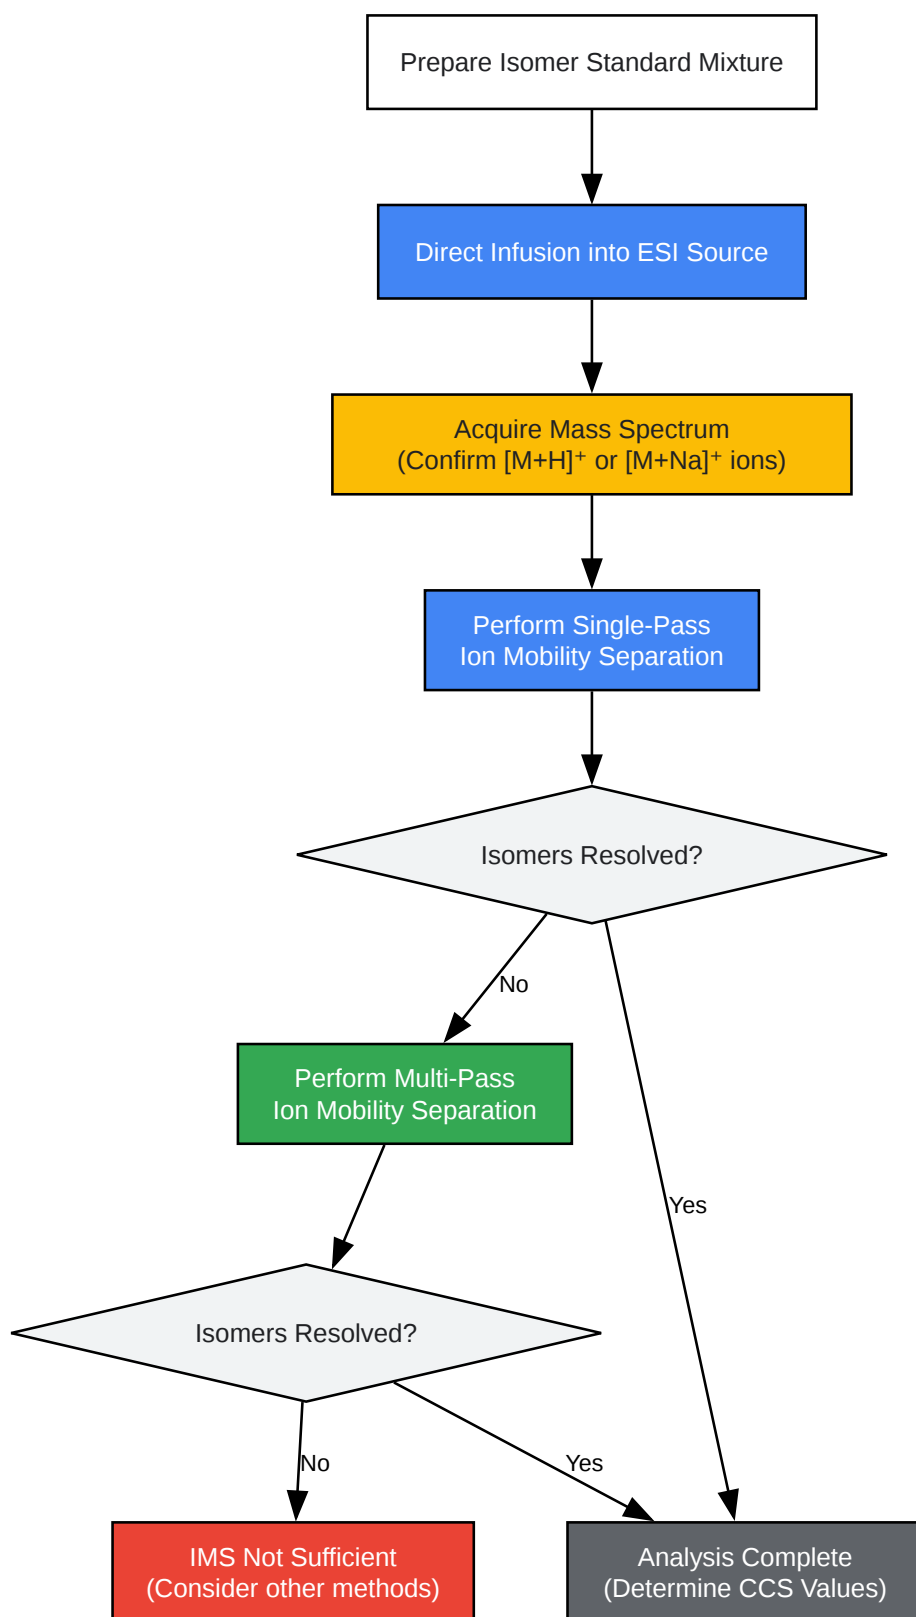 Prepare Isomer Standard Mixture
Direct Infusion into ESI Source
Acquire Mass Spectrum
(Confirm [M+H]⁺ or [M+Na]⁺ ions)
Perform Single-Pass
Ion Mobility Separation
Isomers Resolved?
No
Perform Multi-Pass
Ion Mobility Separation
Yes
Isomers Resolved?
No
Yes
IMS Not Sufficient
(Consider other methods)
Analysis Complete
(Determine CCS Values)